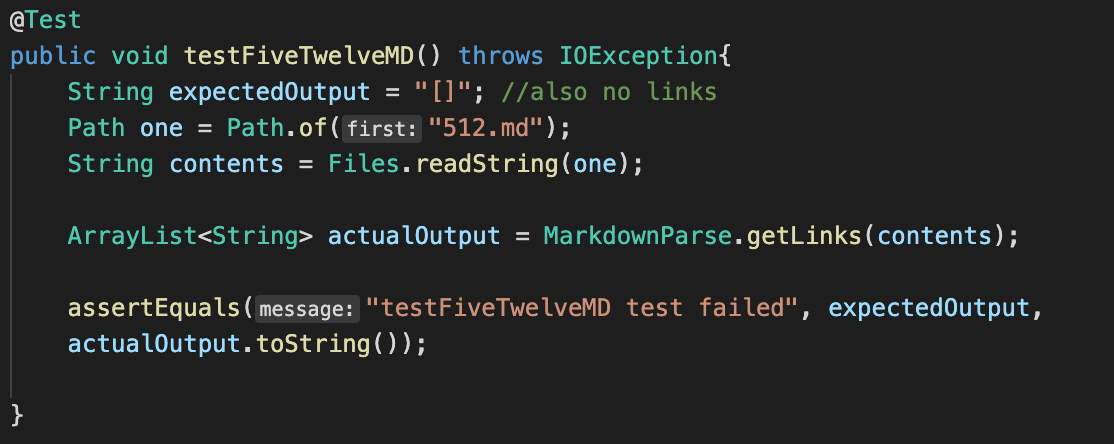 @Test
public void testFiveTwelveMD() throws IOException{
String expectedOutput = "[]"; //also no links
Path one = Path.of(first: "512.md");
String contents = Files.readString(one);
ArrayList<String> actualOutput = MarkdownParse.getLinks(contents);
assertEquals(message: "testFiveTwelveMD test failed", expectedOutput,
actualOutput.toString());
}